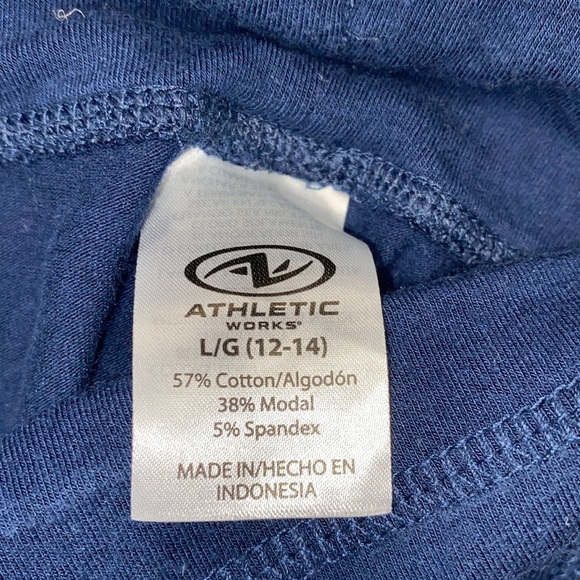 ATHLETIC
WORKS®
L/G (12-14)
57% Cotton/Algodón
38% Modal
5% Spandex
MADE IN/HECHO EN
INDONESIA